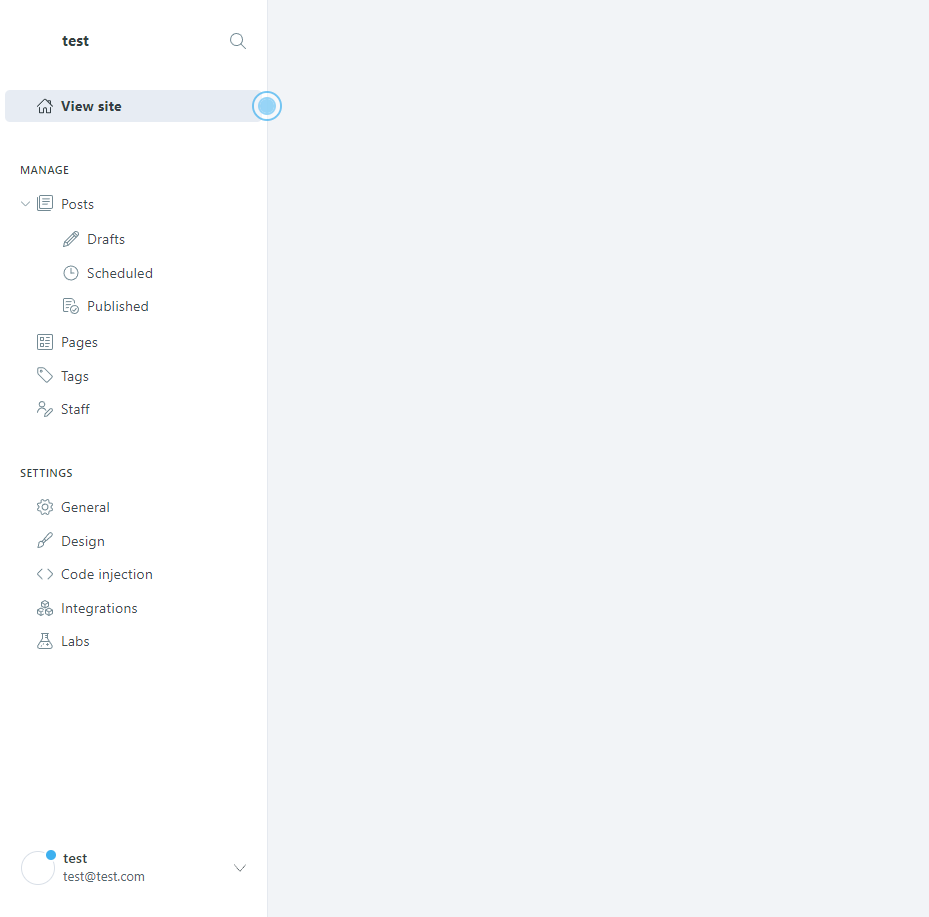 test
View site
MANAGE
Posts
Drafts
Scheduled
Published
Pages
Tags
Staff
SETTINGS
General
Design
Code injection
Integrations
Labs
test
test@test.com